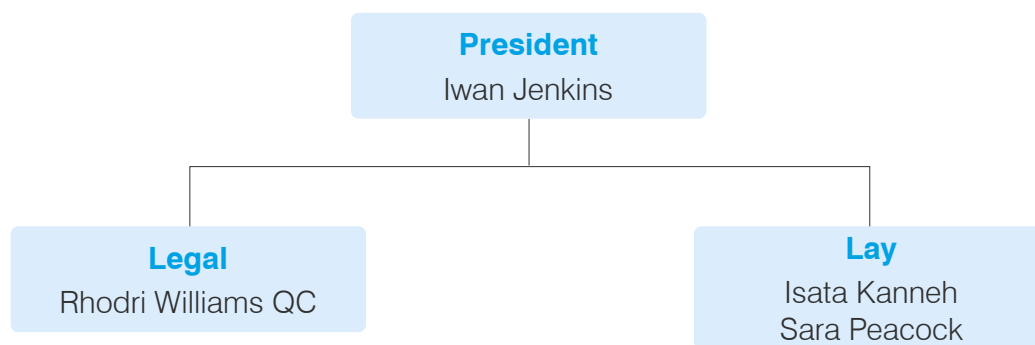 President
Iwan Jenkins
Legal
Rhodri Williams QC
Lay
Isata Kanneh
Sara Peacock